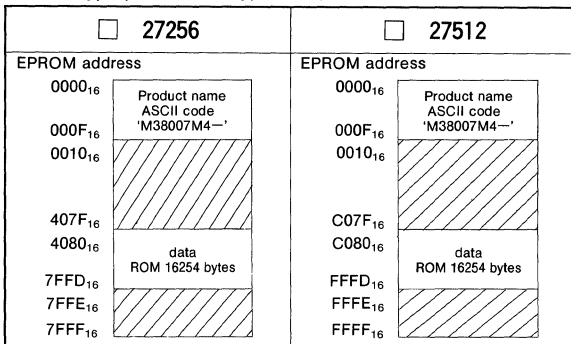 □ 27256
EPROM address
0000₁₆
Product name
ASCII code
‘M38007M4—’
000F₁₆
0010₁₆
407F₁₆
4080₁₆
data
ROM 16254 bytes
7FFD₁₆
7FFE₁₆
7FFF₁₆
□ 27512
EPROM address
0000₁₆
Product name
ASCII code
‘M38007M4—’
000F₁₆
0010₁₆
C07F₁₆
C080₁₆
data
ROM 16254 bytes
FFFD₁₆
FFFE₁₆
FFFF₁₆